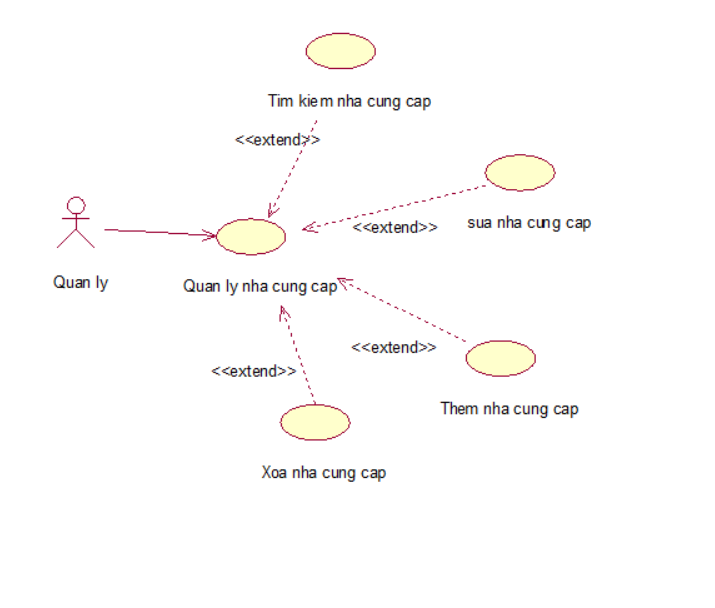 Tim kiem nha cung cap
<<extend>>
sua nha cung cap
<<extend>>
Quan ly
Quan ly nha cung cap
<<extend>>
<<extend>>
Them nha cung cap
Xoa nha cung cap